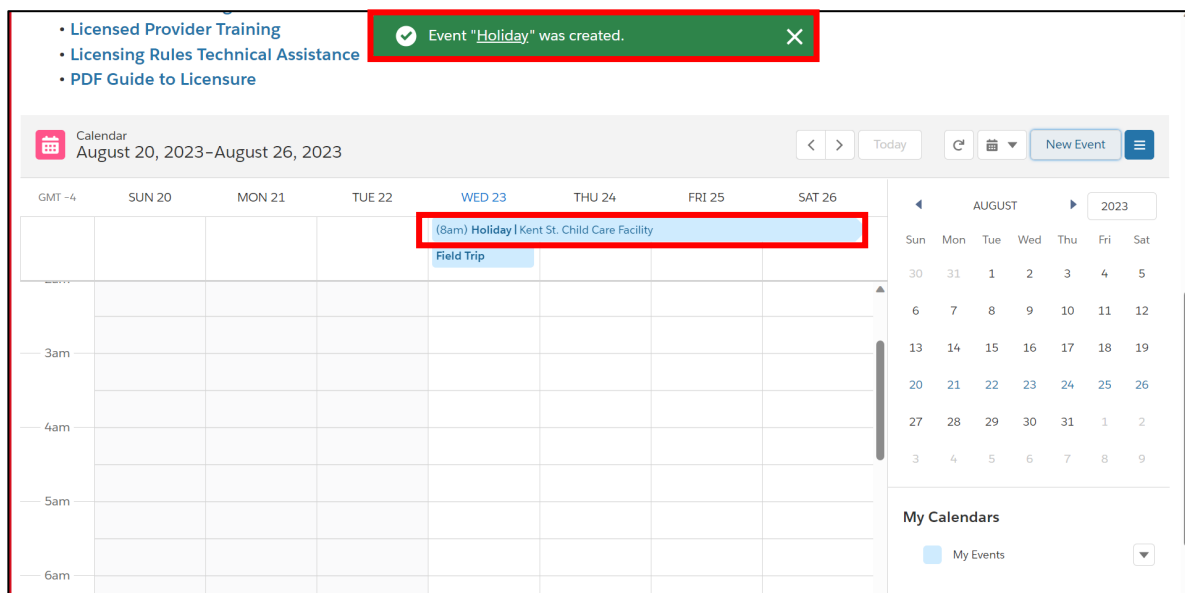 • Licensed Provider Training
• Licensing Rules Technical Assistance
• PDF Guide to Licensure
Event "Holiday" was created.
Calendar
August 20, 2023–August 26, 2023
Today
New Event
GMT -4 SUN 20 MON 21 TUE 22 WED 23 THU 24 FRI 25 SAT 26
(8am) Holiday | Kent St. Child Care Facility
Field Trip
3am
4am
5am
6am
AUGUST 2023
Sun Mon Tue Wed Thu Fri Sat
30 31 1 2 3 4 5
6 7 8 9 10 11 12
13 14 15 16 17 18 19
20 21 22 23 24 25 26
27 28 29 30 31 1 2
3 4 5 6 7 8 9
My Calendars
My Events